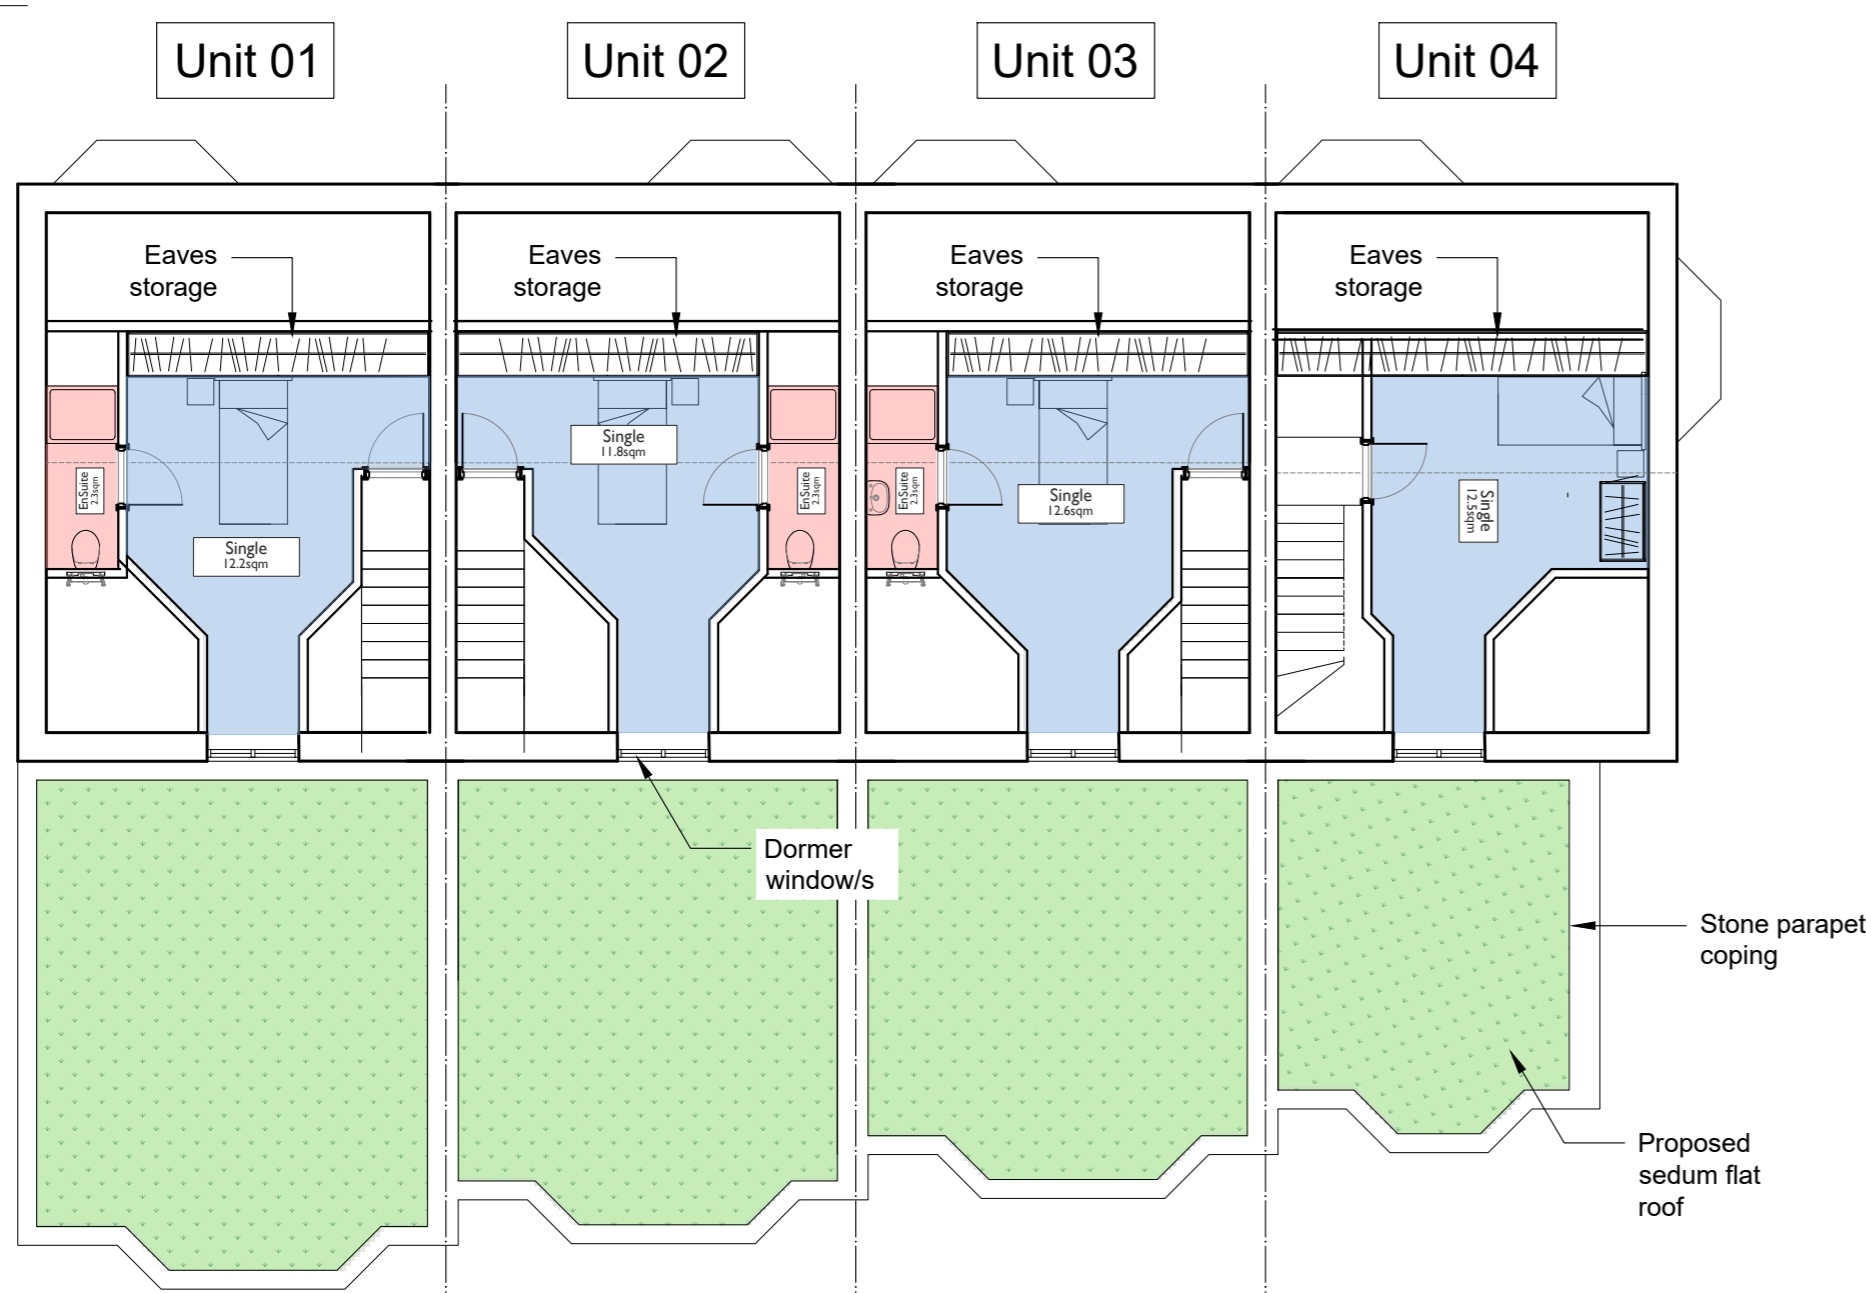 Unit 01
Unit 02
Unit 03
Unit 04
Eaves
storage
Eaves
storage
Eaves
storage
Eaves
storage
EnSuite
2.3sqm
Single
12.2sqm
Single
11.8sqm
EnSuite
2.3sqm
EnSuite
2.3sqm
Single
12.6sqm
Single
12.5sqm
Dormer
window/s
Stone parapet
coping
Proposed
sedum flat
roof